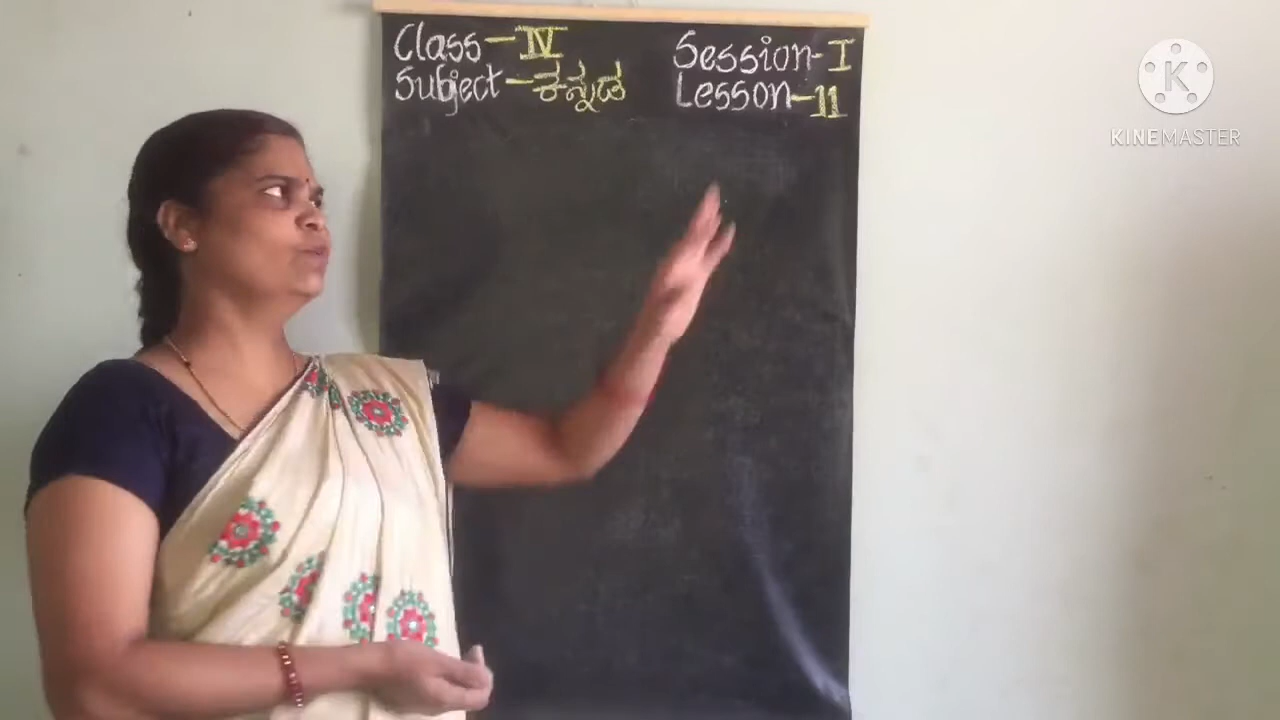 Class-IV
Session-I
Subject-ಕನ್ನಡ
Lesson-11
K
KINEMASTER